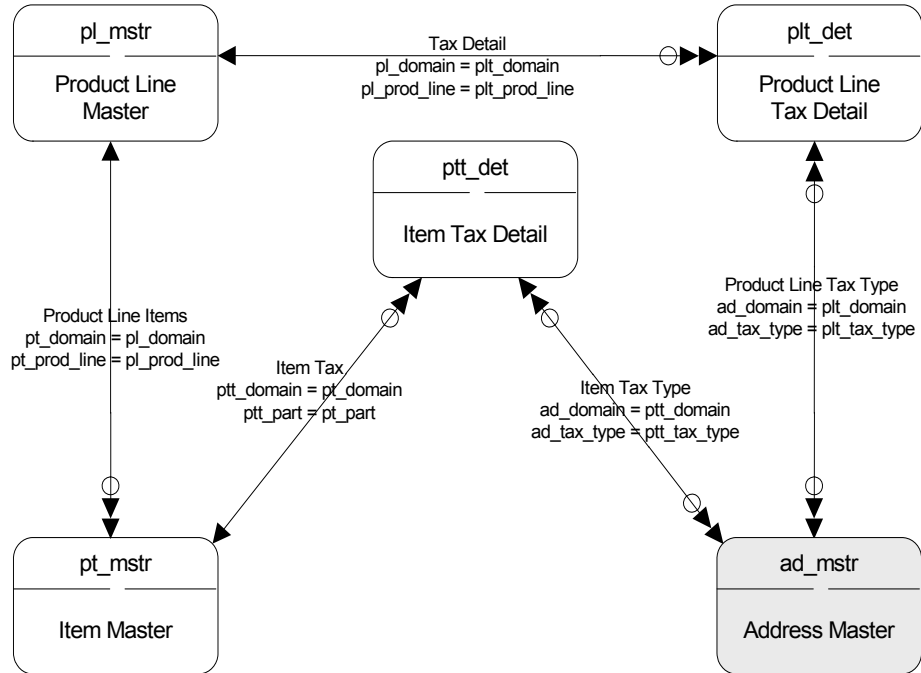 pl_mstr
Product Line
Master
Tax Detail
pl_domain = plt_domain
pl_prod_line = plt_prod_line
plt_det
Product Line
Tax Detail
ptt_det
Item Tax Detail
Product Line Items
pt_domain = pl_domain
pt_prod_line = pl_prod_line
Item Tax
ptt_domain = pt_domain
ptt_part = pt_part
Item Tax Type
ad_domain = ptt_domain
ad_tax_type = ptt_tax_type
Product Line Tax Type
ad_domain = plt_domain
ad_tax_type = plt_tax_type
pt_mstr
Item Master
ad_mstr
Address Master